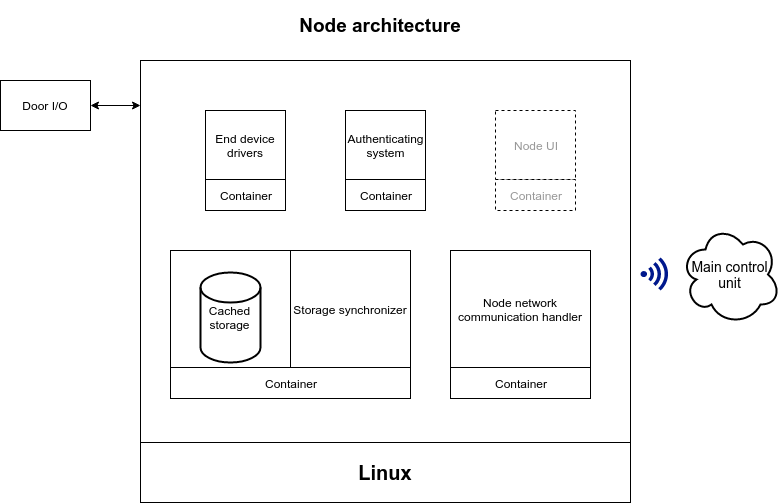 Node architecture
Door I/O
End device
drivers
Container
Authenticating
system
Container
Node UI
Container
Cached
storage
Storage synchronizer
Container
Node network
communication handler
Container
Main control
unit
Linux